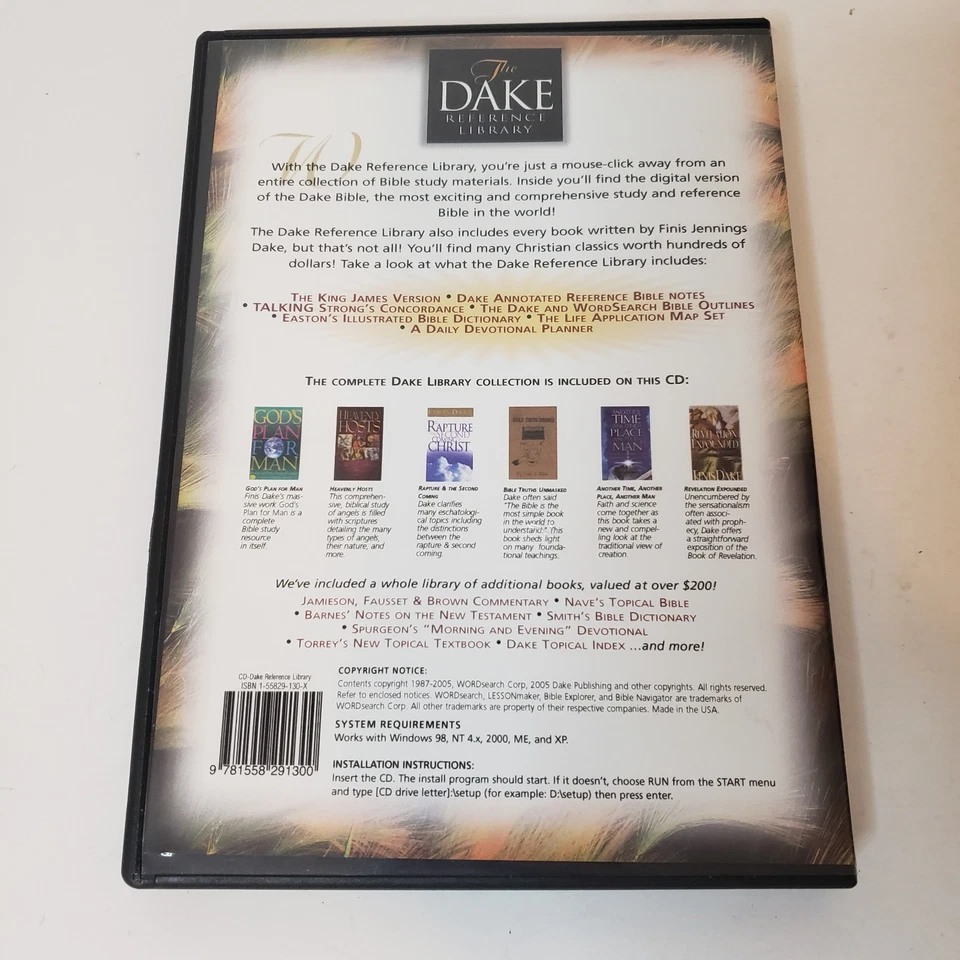 The
DAKE
REFERENCE
LIBRARY
With the Dake Reference Library, you're just a mouse-click away from an
entire collection of Bible study materials. Inside you'll find the digital version
of the Dake Bible, the most exciting and comprehensive study and reference
Bible in the world!
The Dake Reference Library also includes every book written by Finis Jennings
Dake, but that's not all! You'll find many Christian classics worth hundreds of
dollars! Take a look at what the Dake Reference Library includes:
THE KING JAMES VERSION • DAKE ANNOTATED REFERENCE BIBLE NOTES
• TALKING STRONG'S CONCORDANCE • THE DAKE AND WORDSEARCH BIBLE OUTLINES
• EASTON'S ILLUSTRATED BIBLE DICTIONARY • THE LIFE APPLICATION MAP SET
• A DAILY DEVOTIONAL PLANNER
THE COMPLETE DAKE LIBRARY COLLECTION IS INCLUDED ON THIS CD:
GOD'S
PLAN
FOR
MAN
HEAVENLY
HOSTS
RAPTURE
CHRIST
ANOTHER
TIME
PLACE
MAN
REVELATION
EXPOUNDED
FINIS DAKE
GOD'S PLAN FOR MAN
Finis Dake's mas-
sive work God's
Plan for Man is a
complete
Bible study
resource
in itself.
HEAVENLY HOSTS
This comprehen-
sive, biblical study
of angels is filled
with scriptures
detailing the many
types of angels,
their nature, and
more.
RAPTURE & THE SECOND
COMING
Dake clarifies
many eschatologi-
cal topics including
the distinctions
between the
rapture & second
coming.
BIBLE TRUTHS UNMASKED
Dake often said
"The Bible is the
most simple book
in the world to
understand." This
book sheds light
on many founda-
tional teachings.
ANOTHER TIME, ANOTHER
PLACE, ANOTHER MAN
Faith and science
come together as
this book takes a
new and compel-
ling look at the
traditional view of
creation.
REVELATION EXPOUNDED
Unencumbered by
the sensationalism
often associ-
ated with proph-
ecy, Dake offers
a straightforward
exposition of the
Book of Revelation.
We've included a whole library of additional books, valued at over $200!
JAMIESON, FAUSSET & BROWN COMMENTARY • NAVE'S TOPICAL BIBLE
• BARNES' NOTES ON THE NEW TESTAMENT • SMITH'S BIBLE DICTIONARY
• SPURGEON'S "MORNING AND EVENING" DEVOTIONAL
• TORREY'S NEW TOPICAL TEXTBOOK • DAKE TOPICAL INDEX ...and more!
CD-Dake Reference Library
ISBN 1-55829-130-X
9 781558 291300
COPYRIGHT NOTICE:
Contents copyright 1987-2005, WORDsearch Corp, 2005 Dake Publishing and other copyrights. All rights reserved.
Refer to enclosed notices. WORDsearch, LESSONmaker, Bible Explorer, and Bible Navigator are trademarks of
WORDsearch Corp. All other trademarks are property of their respective companies. Made in the USA.
SYSTEM REQUIREMENTS
Works with Windows 98, NT 4.x, 2000, ME, and XP.
INSTALLATION INSTRUCTIONS:
Insert the CD. The install program should start. If it doesn't, choose RUN from the START menu
and type [CD drive letter]:\setup (for example: D:\setup) then press enter.